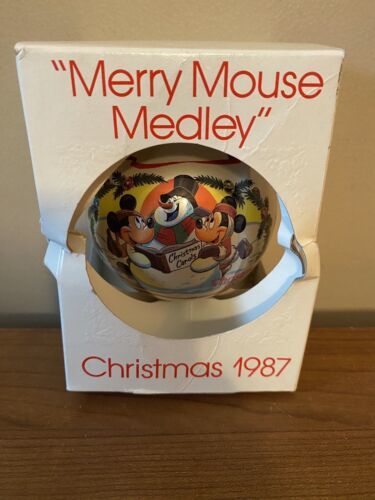 "Merry Mouse
Medley"
Christmas
Carols
Christmas 1987